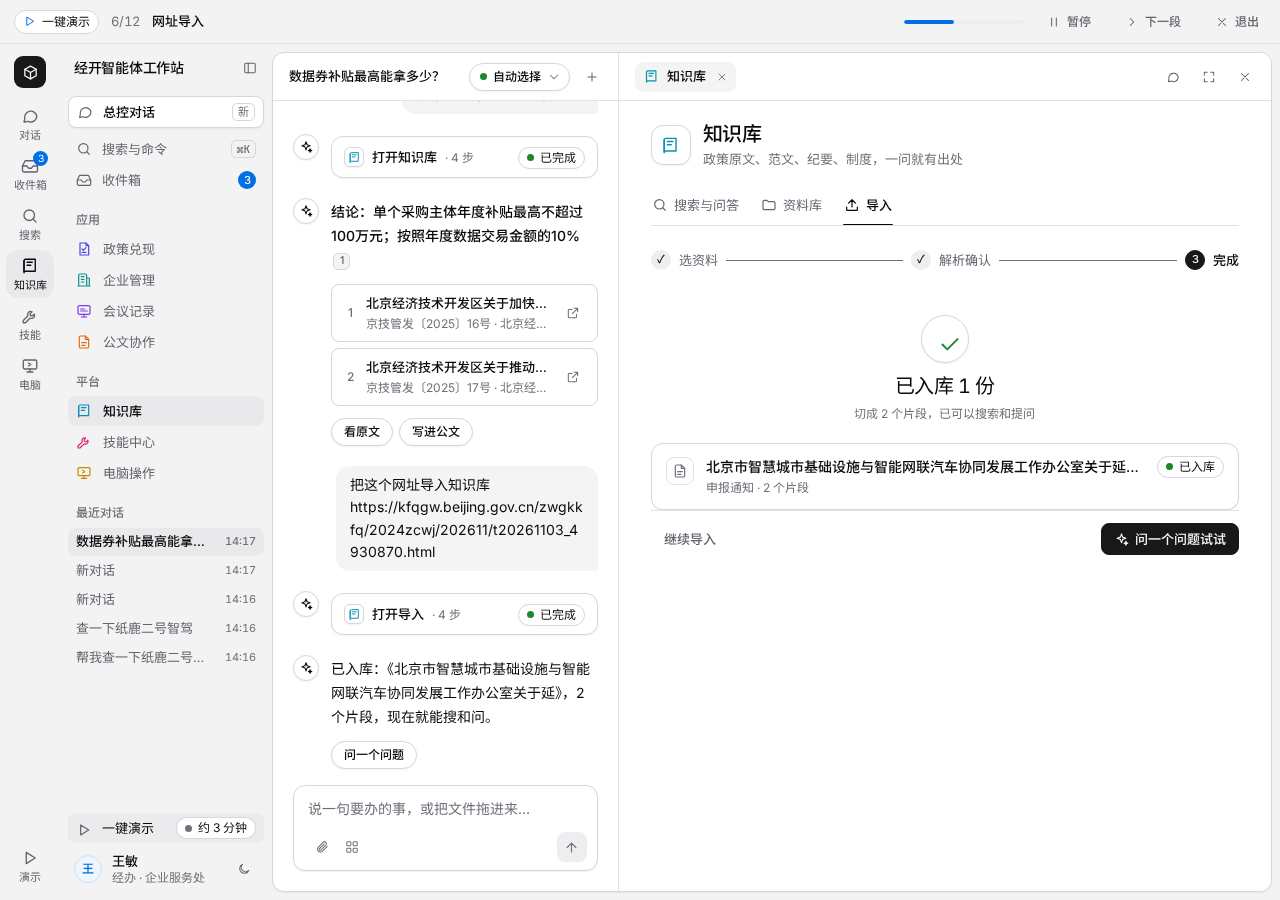 一键演示
6/12
网址导入
暂停
下一段
退出
对话
收件箱
3
搜索
知识库
技能
电脑
演示
经开智能体工作站
总控对话
新
搜索与命令
⌘K
收件箱
3
应用
政策兑现
企业管理
会议记录
公文协作
平台
知识库
技能中心
电脑操作
最近对话
数据券补贴最高能拿... 14:17
新对话 14:17
新对话 14:16
查一下纸鹿二号智驾 14:16
帮我查一下纸鹿二号... 14:16
一键演示
约 3 分钟
王
王敏
经办 · 企业服务处
数据券补贴最高能拿多少？
自动选择
打开知识库 · 4 步
已完成
结论：单个采购主体年度补贴最高不超过
100万元；按照年度数据交易金额的10%
1
1
北京经济技术开发区关于加快...
京技管发〔2025〕16号 · 北京经...
2
北京经济技术开发区关于推动...
京技管发〔2025〕17号 · 北京经...
看原文
写进公文
把这个网址导入知识库
https://kfqgw.beijing.gov.cn/zwgkk
fq/2024zcwj/202611/t20261103_4
930870.html
打开导入 · 4 步
已完成
已入库：《北京市智慧城市基础设施与智能
网联汽车协同发展工作办公室关于延》，2
个片段，现在就能搜和问。
问一个问题
说一句要办的事，或把文件拖进来...
知识库
知识库
政策原文、范文、纪要、制度，一问就有出处
搜索与问答
资料库
导入
选资料
解析确认
3
完成
已入库 1 份
切成 2 个片段，已可以搜索和提问
北京市智慧城市基础设施与智能网联汽车协同发展工作办公室关于延...
已入库
申报通知 · 2 个片段
继续导入
问一个问题试试